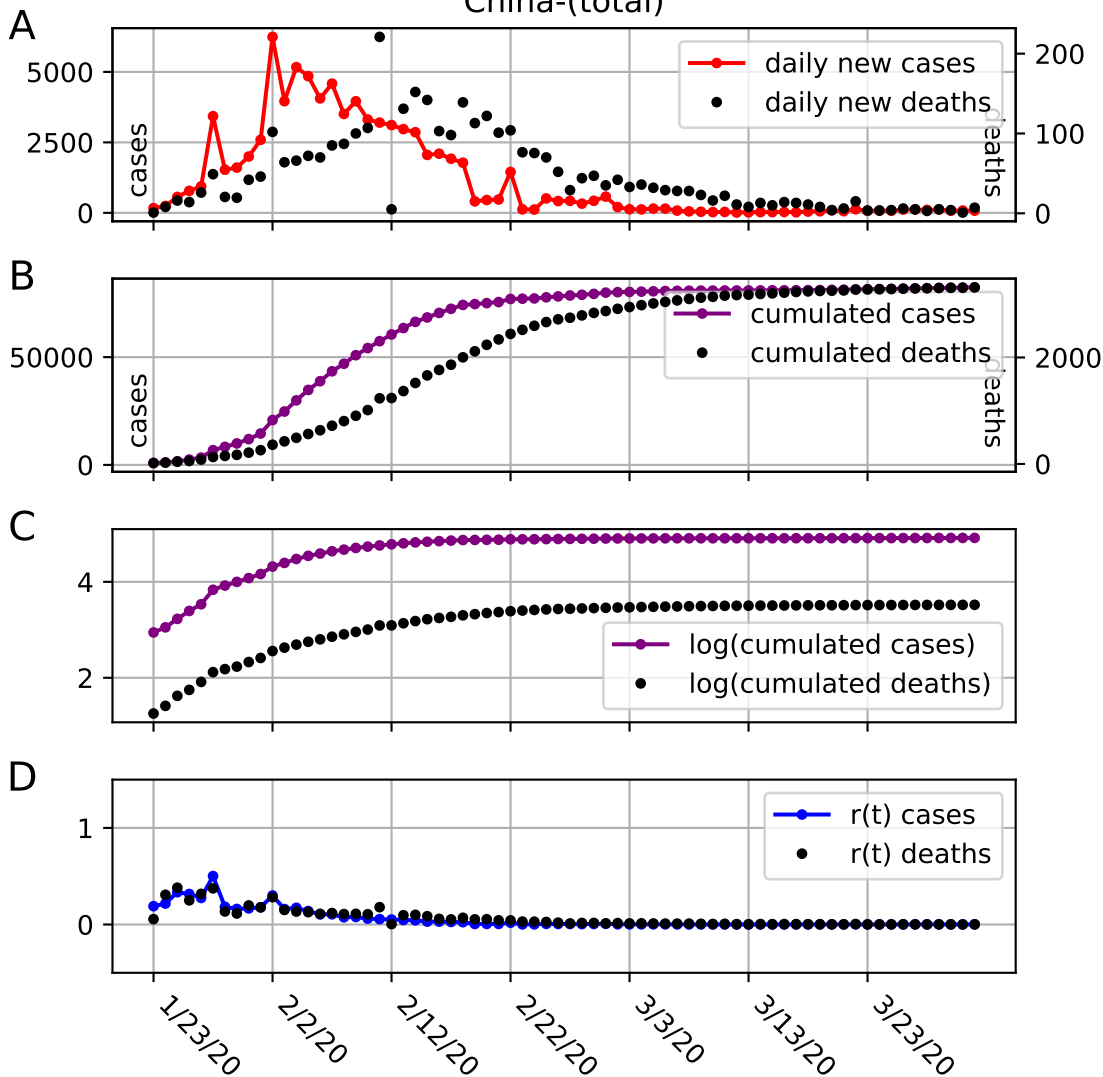 China-(total)
A
5000
2500
0
cases
daily new cases
daily new deaths
200
100
0
deaths
B
50000
0
cases
cumulated cases
cumulated deaths
2000
0
deaths
C
4
2
log(cumulated cases)
log(cumulated deaths)
D
1
0
r(t) cases
r(t) deaths
1/23/20
2/2/20
2/12/20
2/22/20
3/3/20
3/13/20
3/23/20